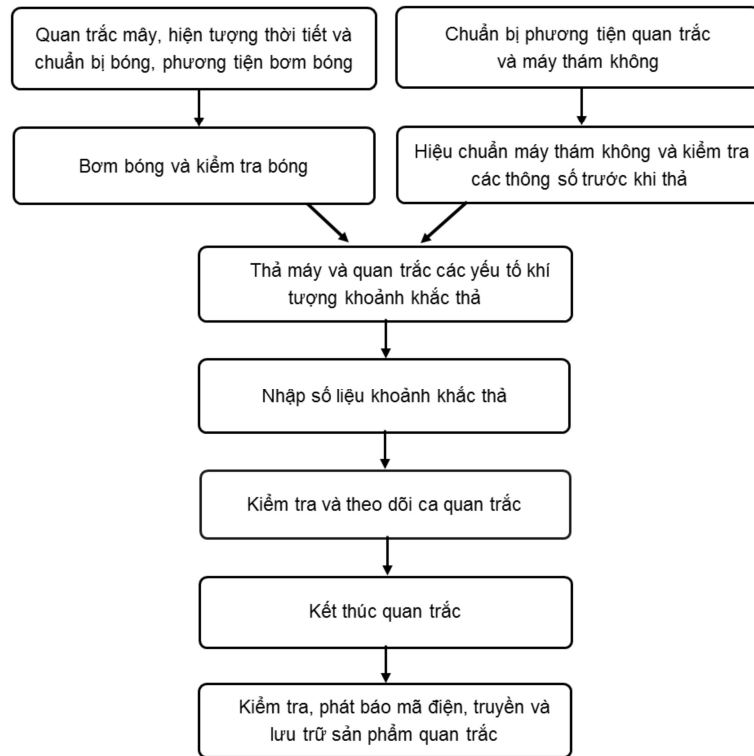 Quan trắc mây, hiện tượng thời tiết và
chuẩn bị bóng, phương tiện bơm bóng
Chuẩn bị phương tiện quan trắc
và máy thám không
Bơm bóng và kiểm tra bóng
Hiệu chuẩn máy thám không và kiểm tra
các thông số trước khi thả
Thả máy và quan trắc các yếu tố khí
tượng khoảnh khắc thả
Nhập số liệu khoảnh khắc thả
Kiểm tra và theo dõi ca quan trắc
Kết thúc quan trắc
Kiểm tra, phát báo mã điện, truyền và
lưu trữ sản phẩm quan trắc